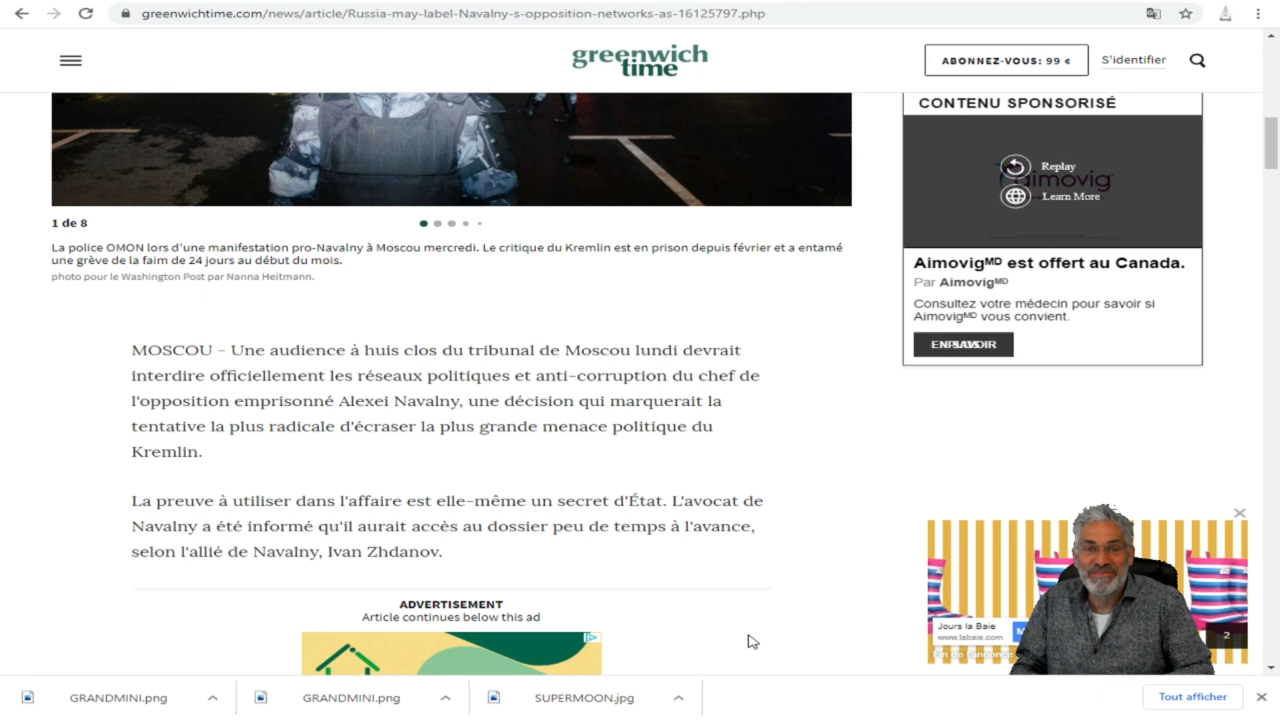 greenwichtime.com/news/article/Russia-may-label-Navalny-s-opposition-networks-as-16125797.php
greenwich
time
ABONNEZ-VOUS: 99 ¢
S'identifier
CONTENU SPONSORISÉ
Replay
aimovig
Learn More
1 de 8
La police OMON lors d'une manifestation pro-Navalny à Moscou mercredi. Le critique du Kremlin est en prison depuis février et a entamé
une grève de la faim de 24 jours au début du mois.
photo pour le Washington Post par Nanna Heitmann.
Aimovigᴹᴰ est offert au Canada.
Par Aimovigᴹᴰ
Consultez votre médecin pour savoir si
Aimovigᴹᴰ vous convient.
MOSCOU - Une audience à huis clos du tribunal de Moscou lundi devrait
interdire officiellement les réseaux politiques et anti-corruption du chef de
l'opposition emprisonné Alexei Navalny, une décision qui marquerait la
tentative la plus radicale d'écraser la plus grande menace politique du
Kremlin.
La preuve à utiliser dans l'affaire est elle-même un secret d'État. L'avocat de
Navalny a été informé qu'il aurait accès au dossier peu de temps à l'avance,
selon l'allié de Navalny, Ivan Zhdanov.
ADVERTISEMENT
Article continues below this ad
Jours la Baie
www.labaie.com
M
2
Fin de l'annonce
GRANDMINI.png
GRANDMINI.png
SUPERMOON.jpg
Tout afficher